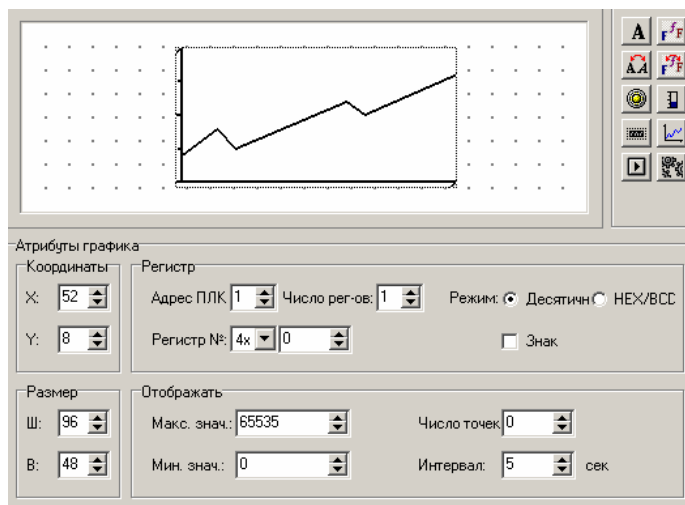 A F f F
A A F F
Атрибуты графика
Координаты
X: 52
Y: 8
Регистр
Адрес ПЛК 1 Число рег-ов: 1 Режим: Десятичн HEX/BCD
Регистр №: 4x 0 Знак
Размер
Ш: 96
В: 48
Отображать
Макс. знач.: 65535 Число точек 0
Мин. знач.: 0 Интервал: 5 сек